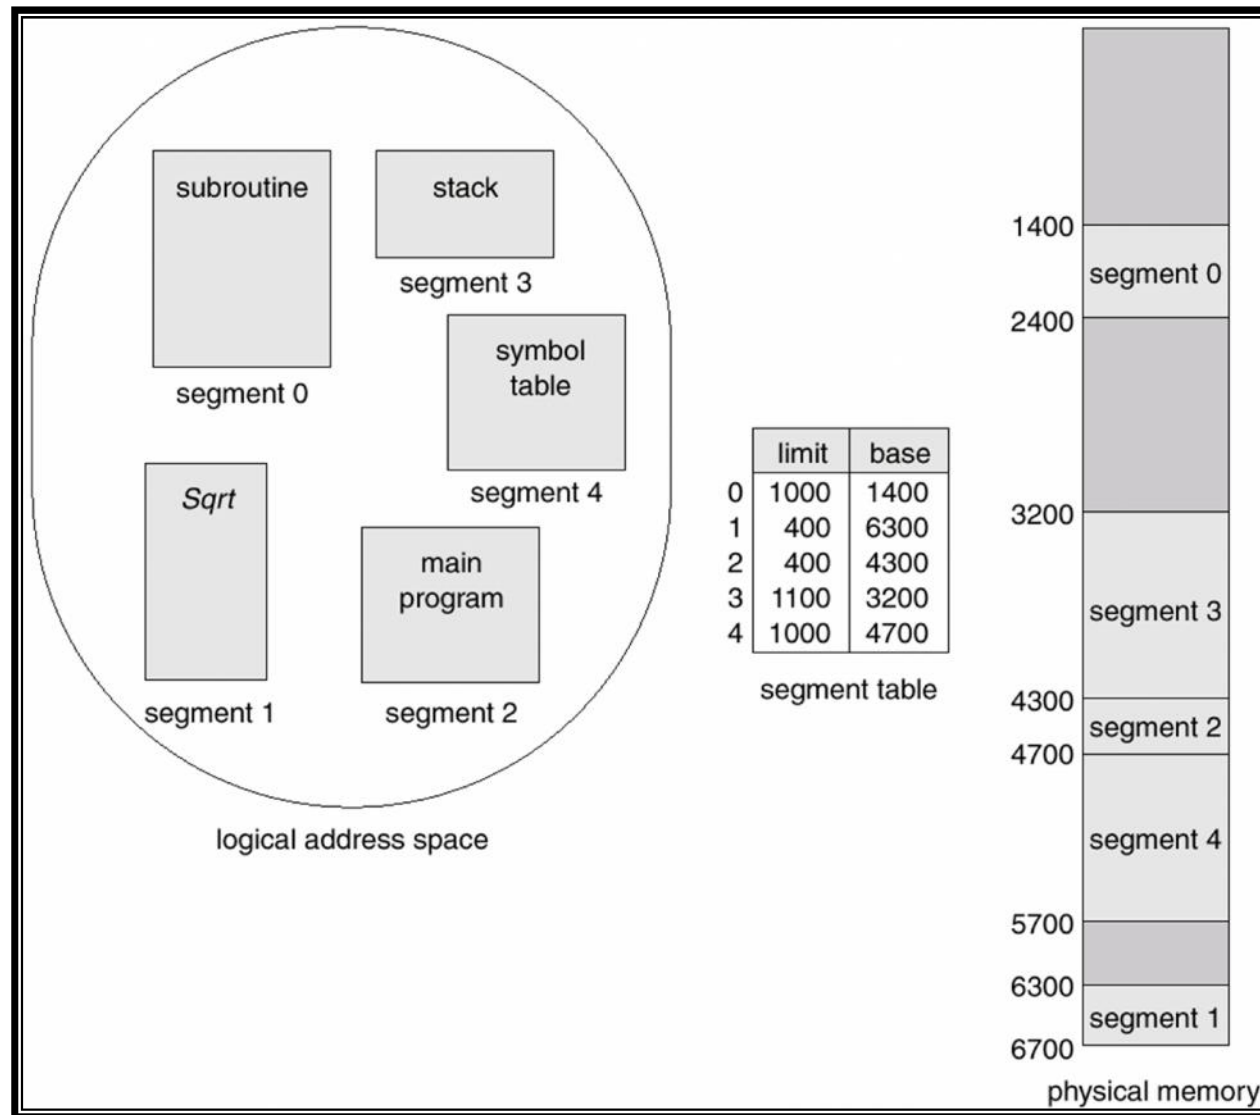 subroutine
segment 0
stack
segment 3
symbol
table
segment 4
Sqrt
segment 1
main
program
segment 2
logical address space
limit base
0 1000 1400
1 400 6300
2 400 4300
3 1100 3200
4 1000 4700
segment table
1400
segment 0
2400
3200
segment 3
4300
segment 2
4700
segment 4
5700
6300
segment 1
6700
physical memory